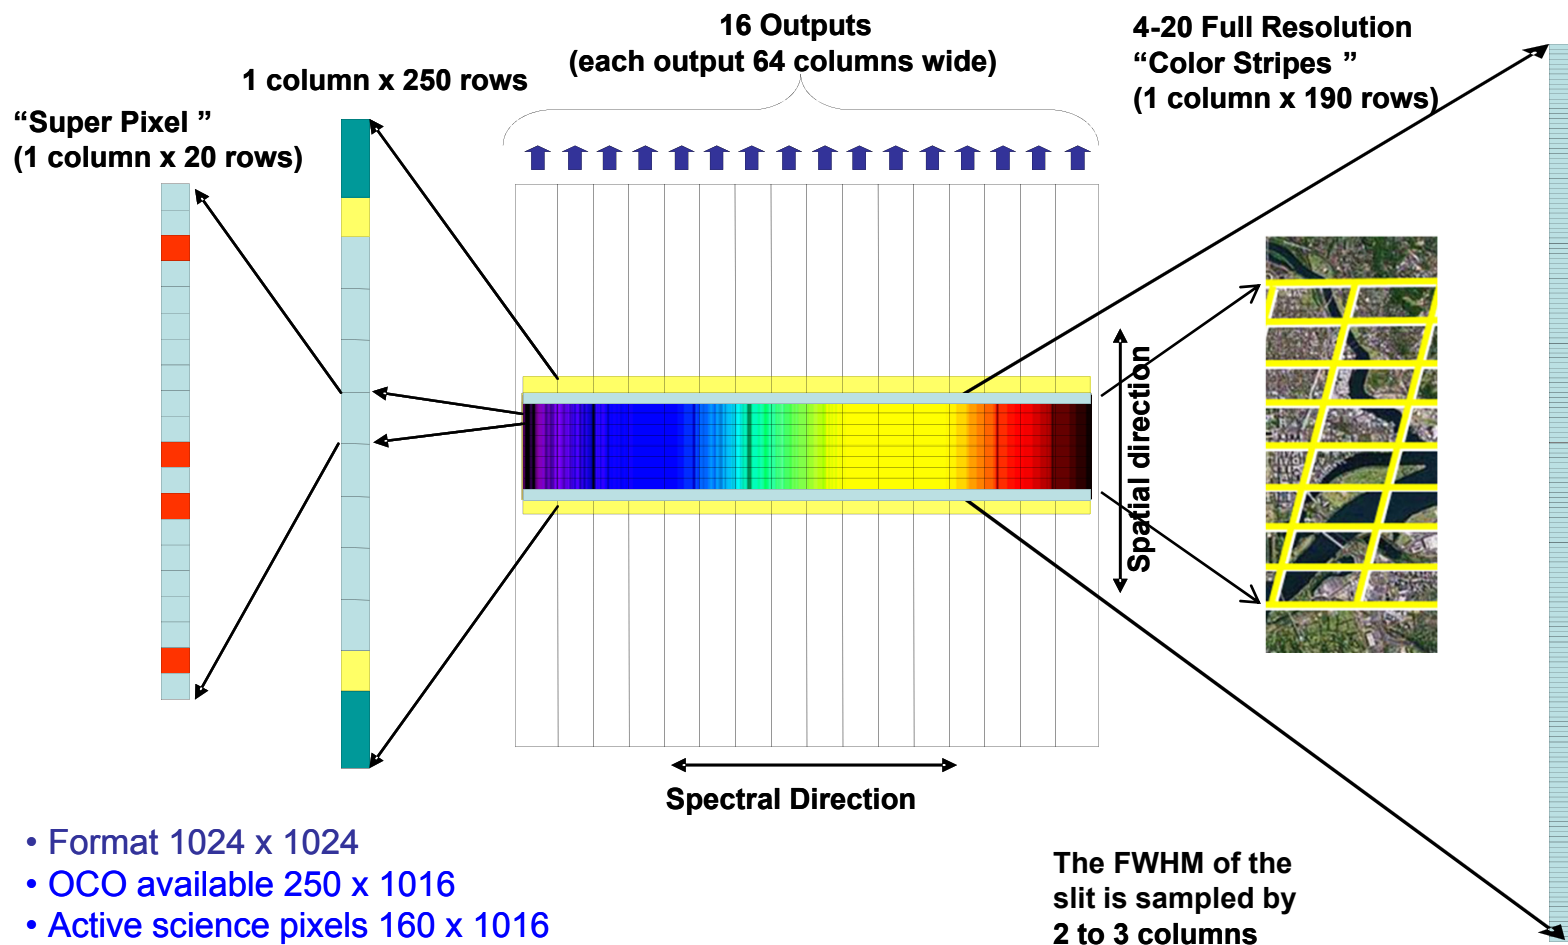 16 Outputs
(each output 64 columns wide)
4-20 Full Resolution
“Color Stripes ”
(1 column x 190 rows)
1 column x 250 rows
“Super Pixel ”
(1 column x 20 rows)
Spatial direction
Spectral Direction
• Format 1024 x 1024
• OCO available 250 x 1016
• Active science pixels 160 x 1016
The FWHM of the
slit is sampled by
2 to 3 columns